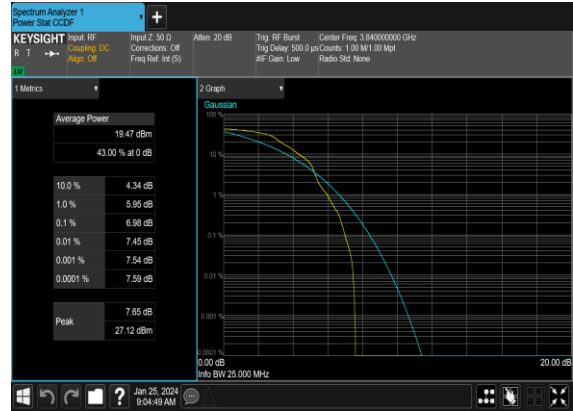 Spectrum Analyzer 1
Power Stat CCDF
KEYSIGHT
R T
LM
Input: RF
Coupling: DC
Align: Off
Input Z: 50 Ω
Corrections: Off
Freq Ref: Int (S)
Atten: 20 dB
Trig: RF Burst
Trig Delay: 500.0 µs
#IF Gain: Low
Center Freq: 3.840000000 GHz
Counts: 1.00 M/1.00 Mpt
Radio Std: None
1 Metrics
Average Power
19.47 dBm
43.00 % at 0 dB
10.0 % 4.34 dB
1.0 % 5.95 dB
0.1 % 6.98 dB
0.01 % 7.45 dB
0.001 % 7.54 dB
0.0001 % 7.59 dB
Peak
7.65 dB
27.12 dBm
2 Graph
Gaussian
100 %
10 %
1 %
0.1 %
0.01 %
0.001 %
0.0001 %
0.00 dB
20.00 dB
Info BW 25.000 MHz
?
Jan 25, 2024
9:04:49 AM